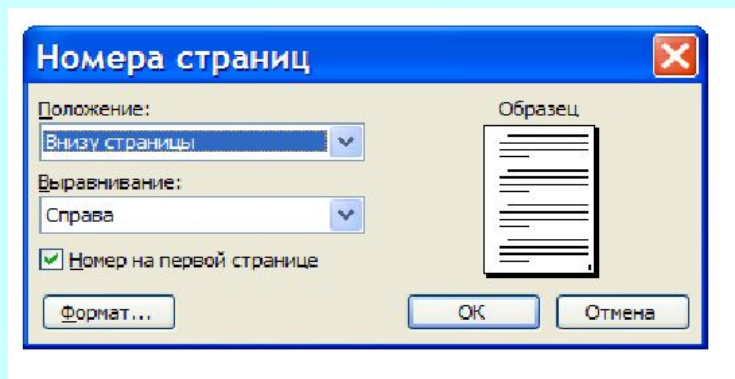 Номера страниц
Положение:
Образец
Внизу страницы
Выравнивание:
Справа
Номер на первой странице
Формат...
ОК
Отмена